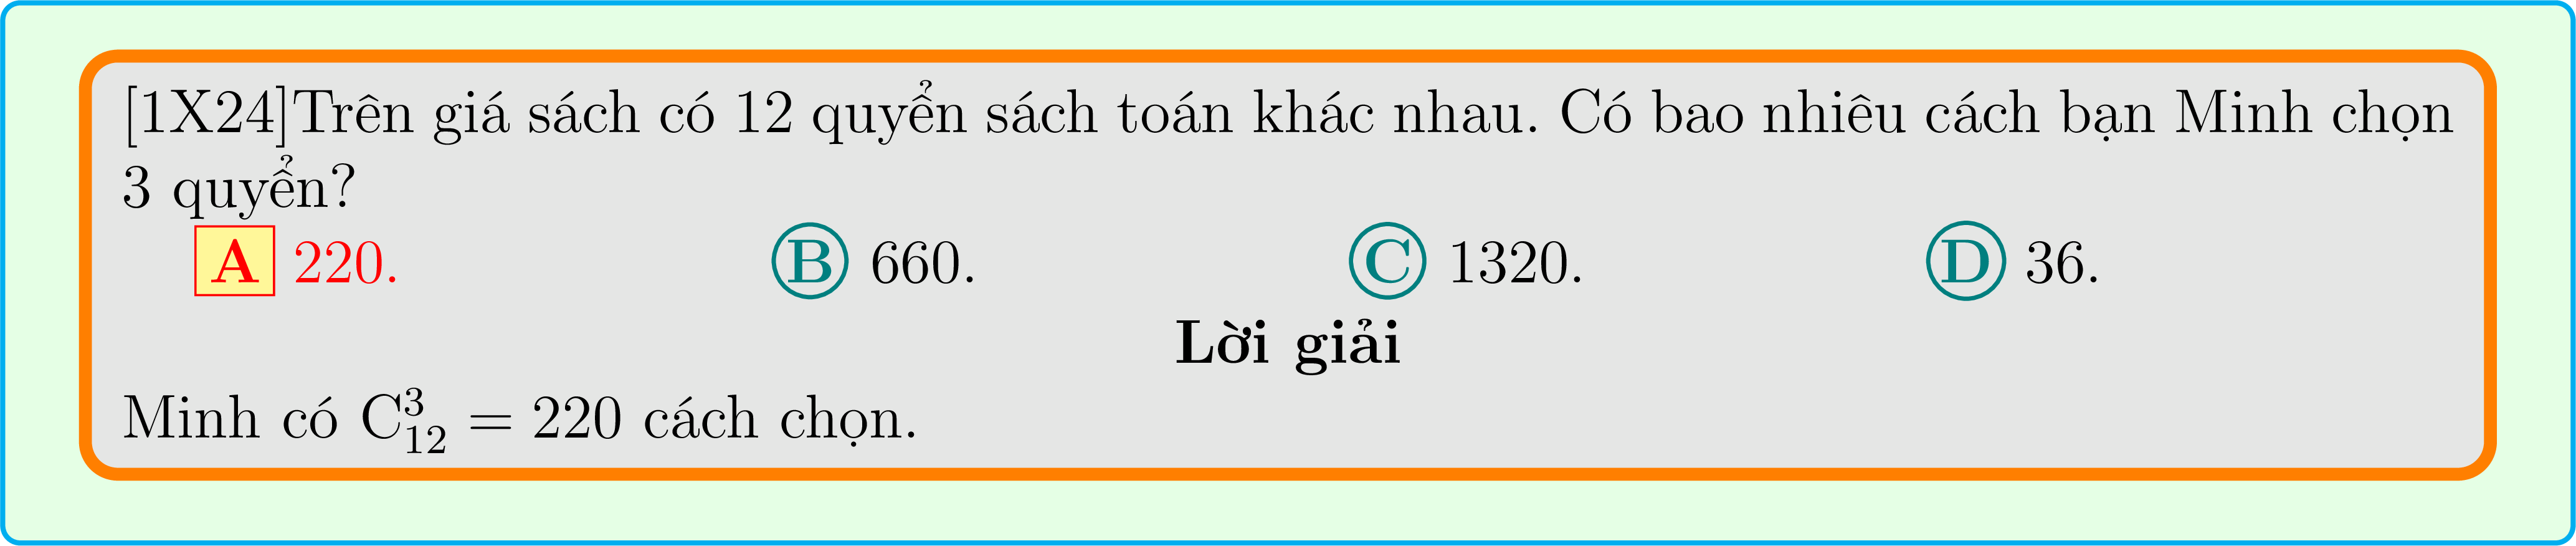 [1X24]Trên giá sách có 12 quyển sách toán khác nhau. Có bao nhiêu cách bạn Minh chọn
3 quyển?
A 220. B 660. C 1320. D 36.
Lời giải
Minh có C³₁₂ = 220 cách chọn.